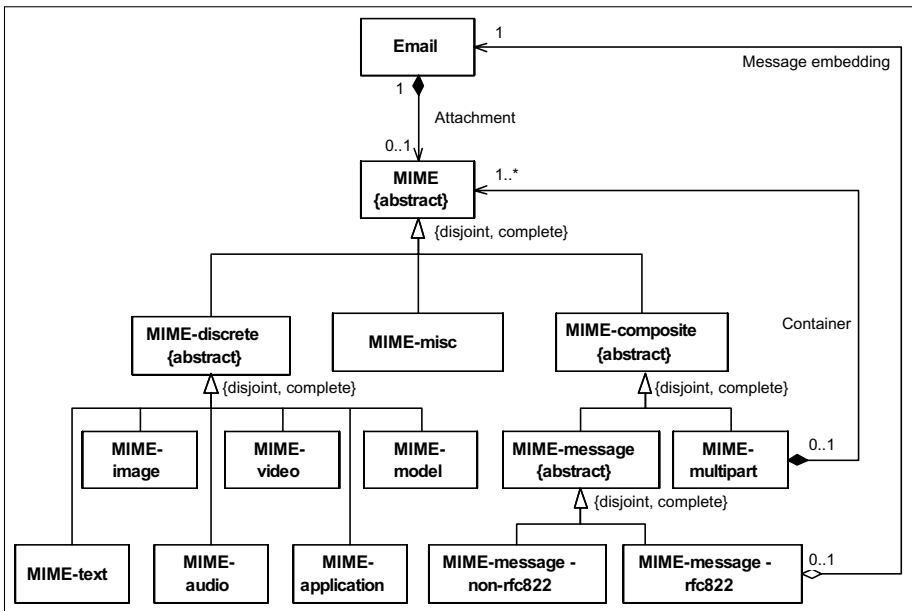 Email
1
Message embedding
1
Attachment
0..1
MIME
{abstract}
1..*
{disjoint, complete}
MIME-discrete
{abstract}
MIME-misc
MIME-composite
{abstract}
Container
{disjoint, complete}
{disjoint, complete}
MIME-
image
MIME-
video
MIME-
model
MIME-message
{abstract}
MIME-
multipart
0..1
{disjoint, complete}
MIME-text
MIME-
audio
MIME-
application
MIME-message -
non-rfc822
MIME-message -
rfc822
0..1